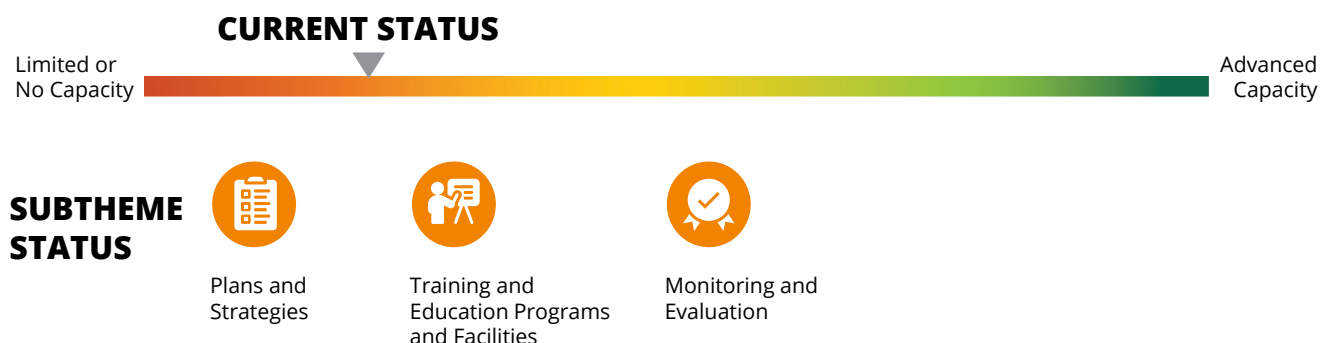 CURRENT STATUS
Limited or
No Capacity
Advanced
Capacity
SUBTHEME
STATUS
Plans and
Strategies
Training and
Education Programs
and Facilities
Monitoring and
Evaluation